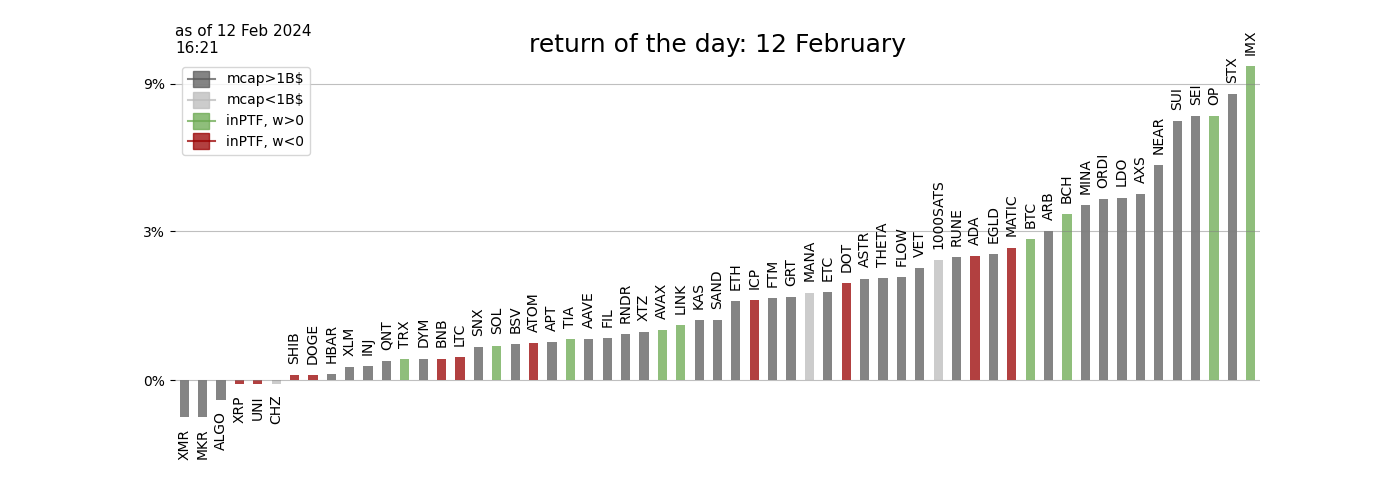 as of 12 Feb 2024
16:21
return of the day: 12 February
mcap>1B$
mcap<1B$
inPTF, w>0
inPTF, w<0
9%
3%
0%
XMR
MKR
ALGO
XRP
UNI
CHZ
SHIB
DOGE
HBAR
XLM
INJ
QNT
TRX
DYM
BNB
LTC
SNX
SOL
BSV
ATOM
APT
TIA
AAVE
FIL
RNDR
XTZ
AVAX
LINK
KAS
SAND
ETH
ICP
FTM
GRT
MANA
ETC
DOT
ASTR
THETA
FLOW
VET
1000SATS
RUNE
ADA
EGLD
MATIC
BTC
ARB
BCH
MINA
ORDI
LDO
AXS
NEAR
SUI
SEI
OP
STX
IMX